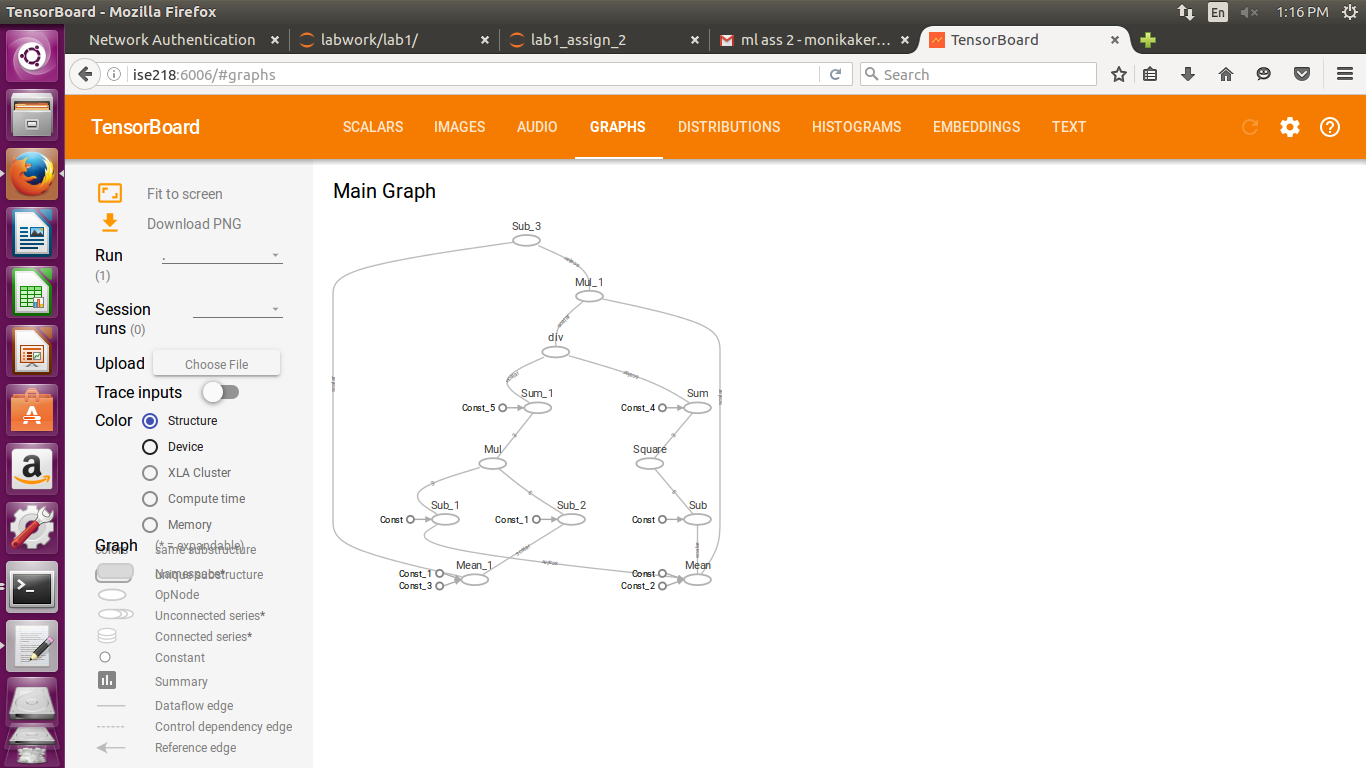 TensorBoard - Mozilla Firefox
En
1:16 PM
Network Authentication
labwork/lab1/
lab1_assign_2
ml ass 2 - monikaker...
TensorBoard
ise218:6006/#graphs
Search
TensorBoard
SCALARS
IMAGES
AUDIO
GRAPHS
DISTRIBUTIONS
HISTOGRAMS
EMBEDDINGS
TEXT
Fit to screen
Download PNG
Run
(1)
.
Session
runs (0)
Upload
Choose File
Trace inputs
Color
Structure
Device
XLA Cluster
Compute time
Memory
Graph
(* = expandable)
colors
same substructure
Namespace*
unique substructure
OpNode
Unconnected series*
Connected series*
Constant
Summary
Dataflow edge
Control dependency edge
Reference edge
Main Graph
Sub_3
Mul_1
div
Sum_1
Sum
Const_5
Const_4
Mul
Square
Sub_1
Sub_2
Sub
Const
Const_1
Const
Mean_1
Mean
Const_1
Const
Const_3
Const_2